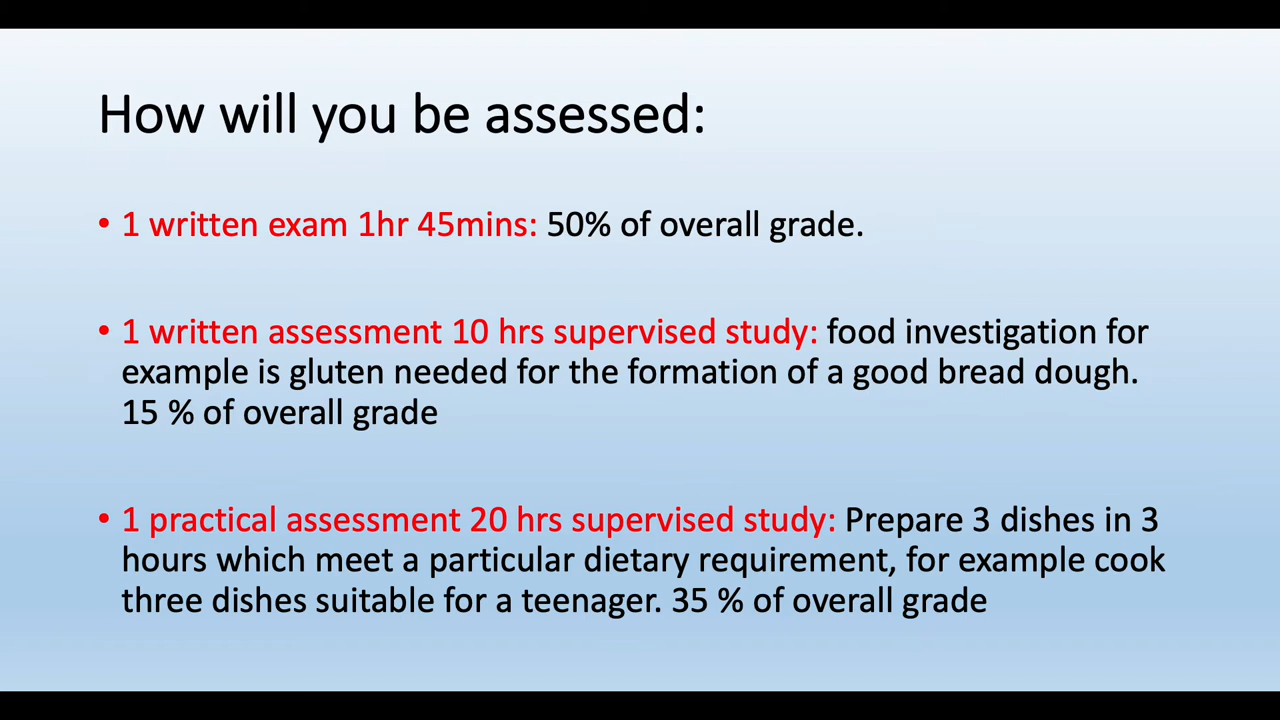 How will you be assessed:
• 1 written exam 1hr 45mins: 50% of overall grade.
• 1 written assessment 10 hrs supervised study: food investigation for
example is gluten needed for the formation of a good bread dough.
15 % of overall grade
• 1 practical assessment 20 hrs supervised study: Prepare 3 dishes in 3
hours which meet a particular dietary requirement, for example cook
three dishes suitable for a teenager. 35 % of overall grade